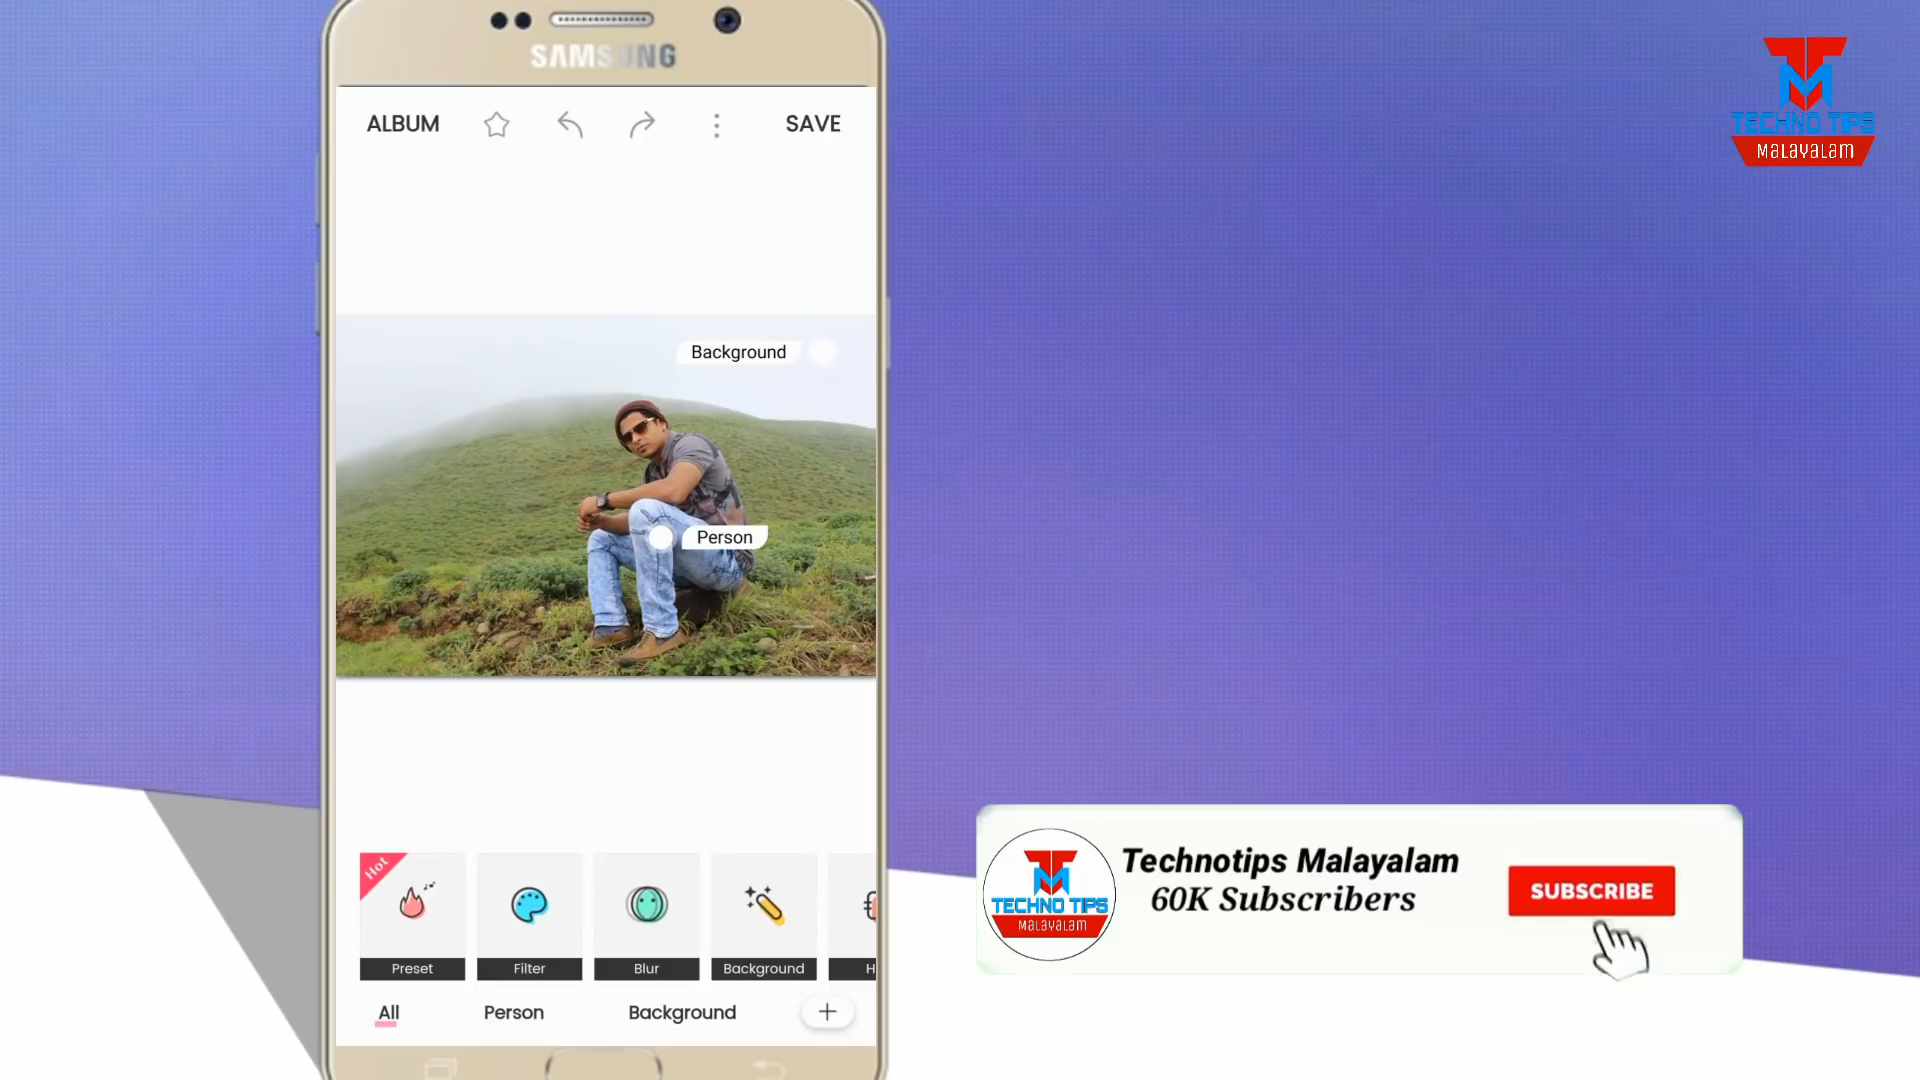 SAMSUNG
ALBUM
SAVE
Background
Person
Hot
Preset
Filter
Blur
Background
H
All
Person
Background
TECHNO TIPS
Malayalam
TECHNO TIPS
Malayalam
Technotips Malayalam
60K Subscribers
SUBSCRIBE